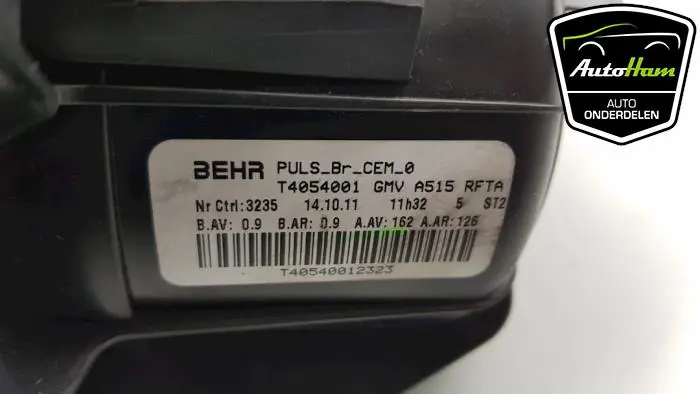 BEHR PULS_Br_CEM_0
T4054001 GMV A515 RFTA
Nr Ctrl:3235 14.10.11 11h32 5 ST2
B.AV: 0.9 B.AR: 0.9 A.AV: 162 A.AR: 126
T40540012323
AutoHam
AUTO
ONDERDELEN